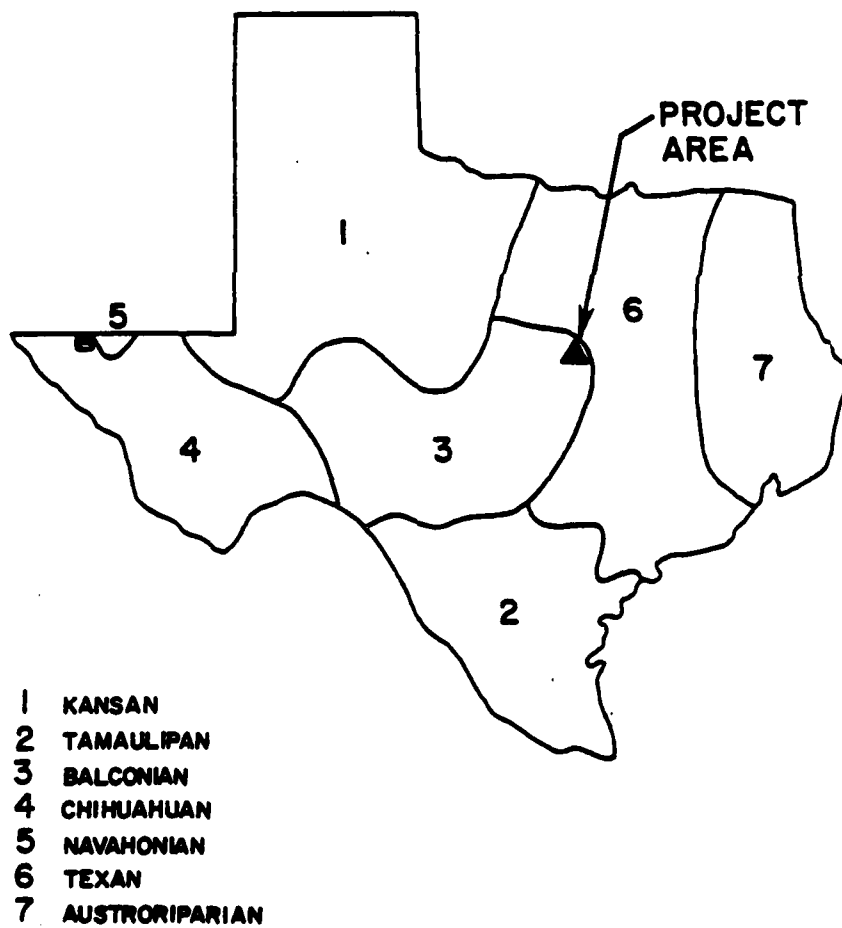 PROJECT
AREA
1
5
6
7
4
3
2
1 KANSAN
2 TAMAULIPAN
3 BALCONIAN
4 CHIHUAHUAN
5 NAVAHONIAN
6 TEXAN
7 AUSTRORIPARIAN